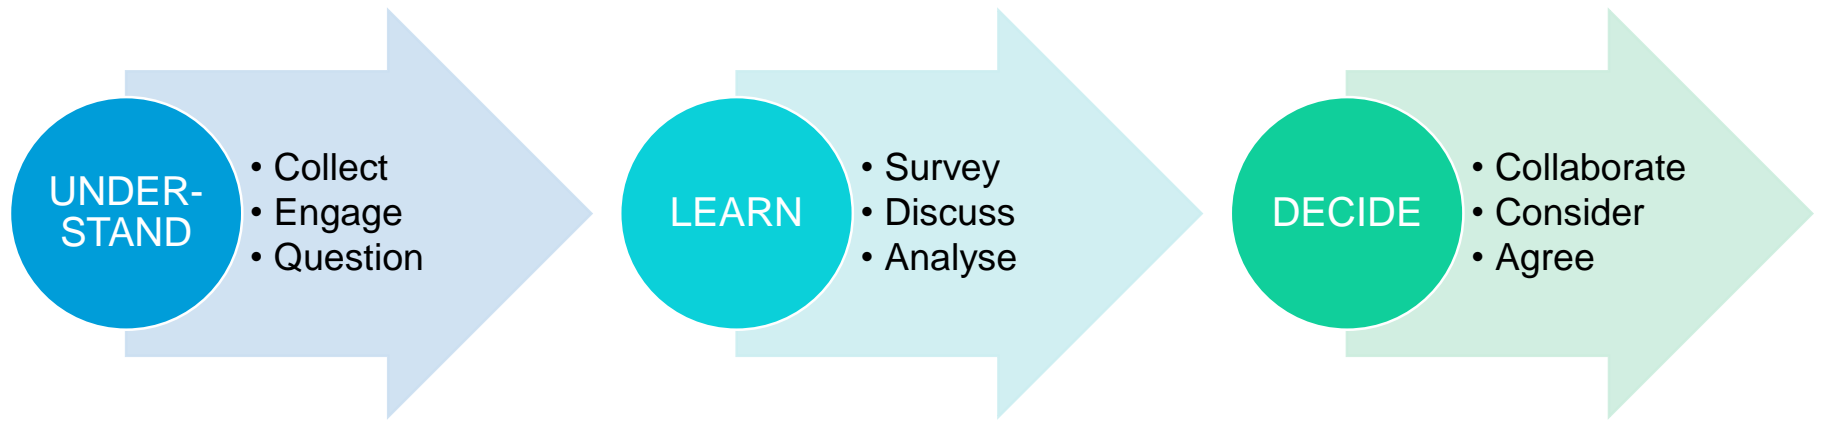 UNDER-
STAND
• Collect
• Engage
• Question
LEARN
• Survey
• Discuss
• Analyse
DECIDE
• Collaborate
• Consider
• Agree